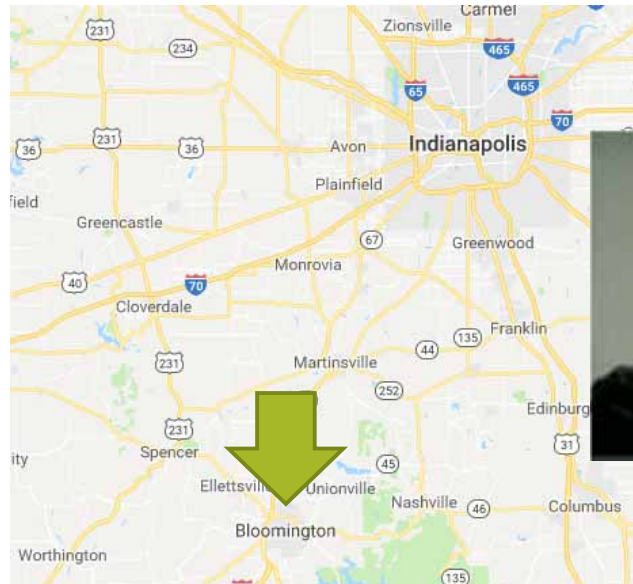 Carmel
Zionsville
231
234
465
465
65
70
36
231
36
Avon
Indianapolis
Plainfield
ield
Greencastle
67
Greenwood
Monrovia
40
70
Cloverdale
135
Franklin
231
Martinsville
44
252
Edinburg
231
31
ity
Spencer
45
Ellettsvill
Unionville
Nashville
46
Columbus
Bloomington
Worthington
135